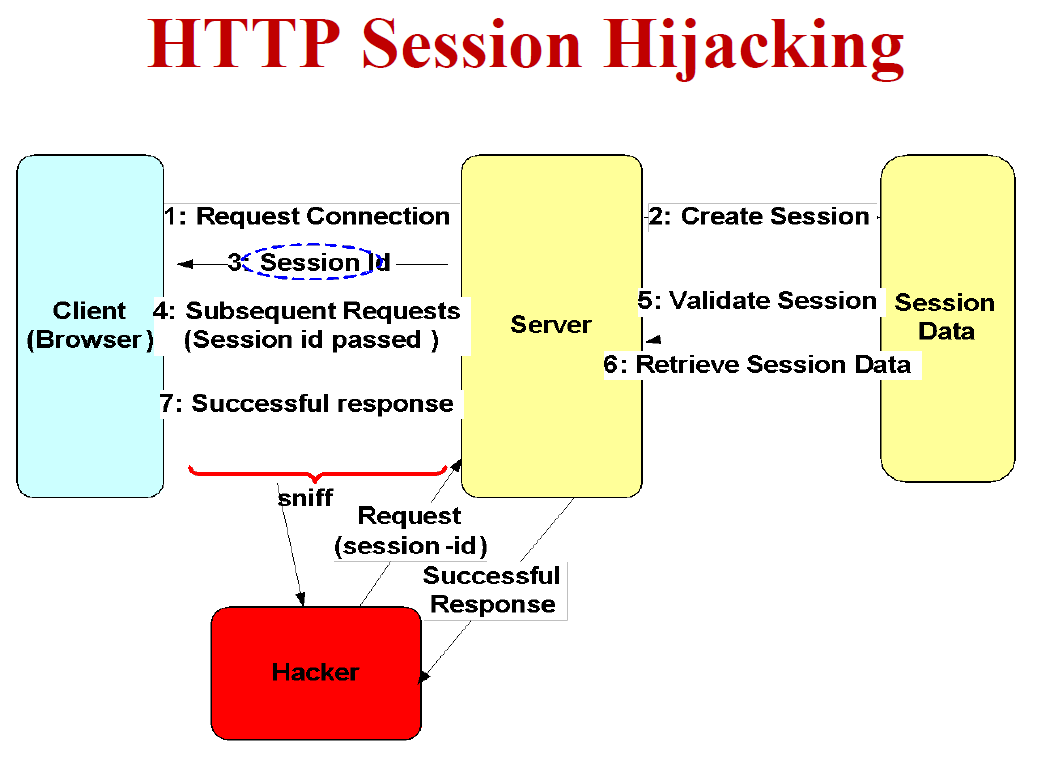 HTTP Session Hijacking
1: Request Connection
2: Create Session
3: Session Id
Client
(Browser)
4: Subsequent Requests
(Session id passed )
Server
5: Validate Session
Session
Data
6: Retrieve Session Data
7: Successful response
sniff
Request
(session -id)
Successful
Response
Hacker